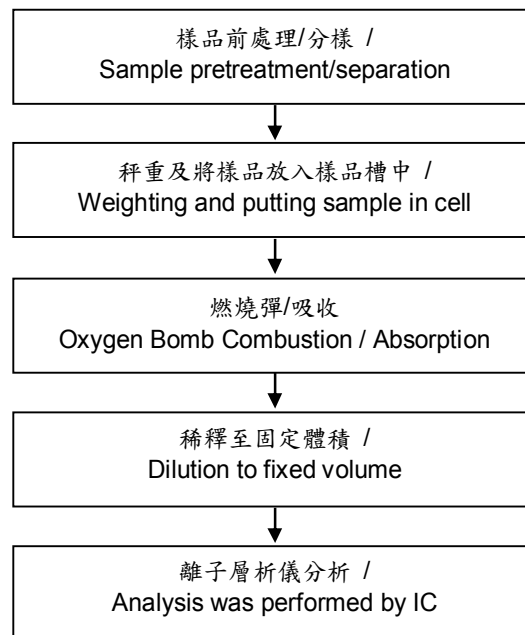 樣品前處理/分樣 /
Sample pretreatment/separation
秤重及將樣品放入樣品槽中 /
Weighting and putting sample in cell
燃燒彈/吸收
Oxygen Bomb Combustion / Absorption
稀釋至固定體積 /
Dilution to fixed volume
離子層析儀分析 /
Analysis was performed by IC